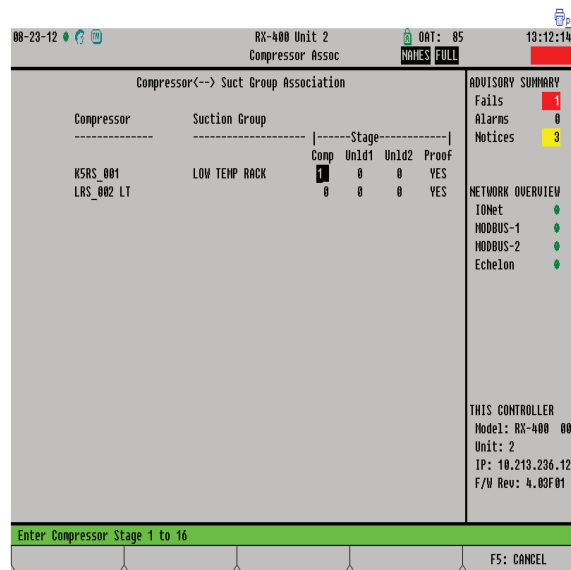 08-23-12 RX-400 Unit 2 OAT: 85 13:12:14
Compressor Assoc NAMES FULL
Compressor<--> Suct Group Association
Compressor Suction Group
------------- -------------------- |------Stage-----------|
Comp Unld1 Unld2 Proof
K5RS_001 LOW TEMP RACK 1 0 0 YES
LRS_002 LT 0 0 0 YES
ADVISORY SUMMARY
Fails 1
Alarms 0
Notices 3
NETWORK OVERVIEW
IONet
MODBUS-1
MODBUS-2
Echelon
THIS CONTROLLER
Model: RX-400 00
Unit: 2
IP: 10.213.236.12
F/W Rev: 4.03F01
Enter Compressor Stage 1 to 16
F5: CANCEL